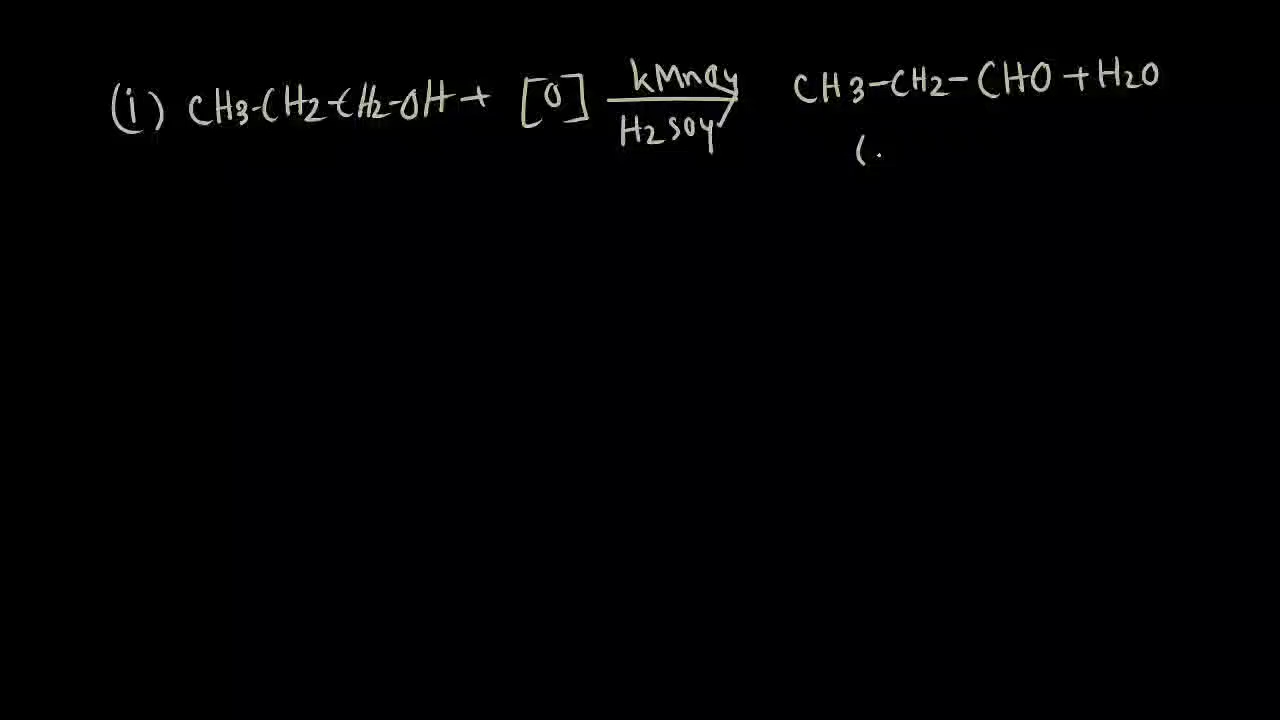 (i) CH3-CH2-CH2-OH + [O] KMnO4 CH3-CH2-CHO + H2O
H2SO4
(.